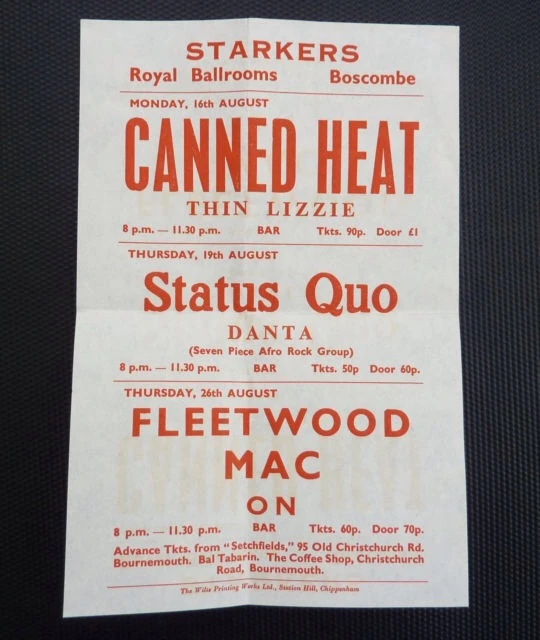 STARKERS
Royal Ballrooms Boscombe
MONDAY, 16th AUGUST
CANNED HEAT
THIN LIZZIE
8 p.m. — 11.30 p.m. BAR Tkts. 90p. Door £1
THURSDAY, 19th AUGUST
Status Quo
DANTA
(Seven Piece Afro Rock Group)
8 p.m. — 11.30 p.m. BAR Tkts. 50p Door 60p.
THURSDAY, 26th AUGUST
FLEETWOOD
MAC
ON
8 p.m. — 11.30 p.m. BAR Tkts. 60p. Door 70p.
Advance Tkts. from "Setchfields," 95 Old Christchurch Rd.
Bournemouth. Bal Tabarin. The Coffee Shop, Christchurch
Road, Bournemouth.
The Wilts Printing Works Ltd., Station Hill, Chippenham